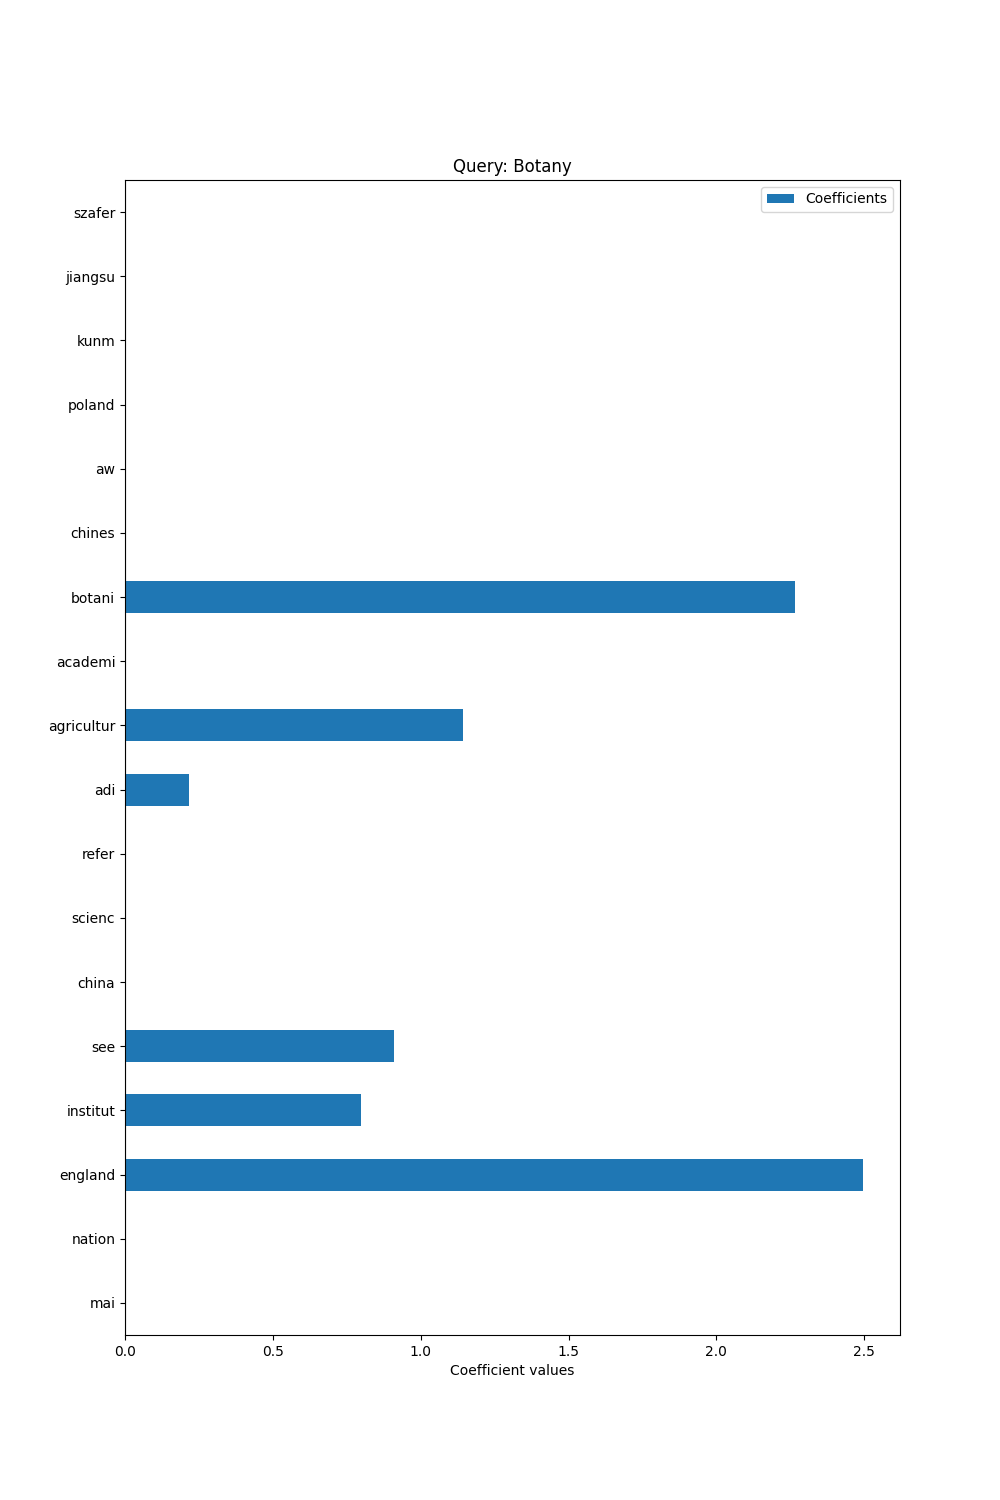 Query: Botany
Coefficients
szafer
jiangsu
kunm
poland
aw
chines
botani
academi
agricultur
adi
refer
scienc
china
see
institut
england
nation
mai
0.0 0.5 1.0 1.5 2.0 2.5
Coefficient values